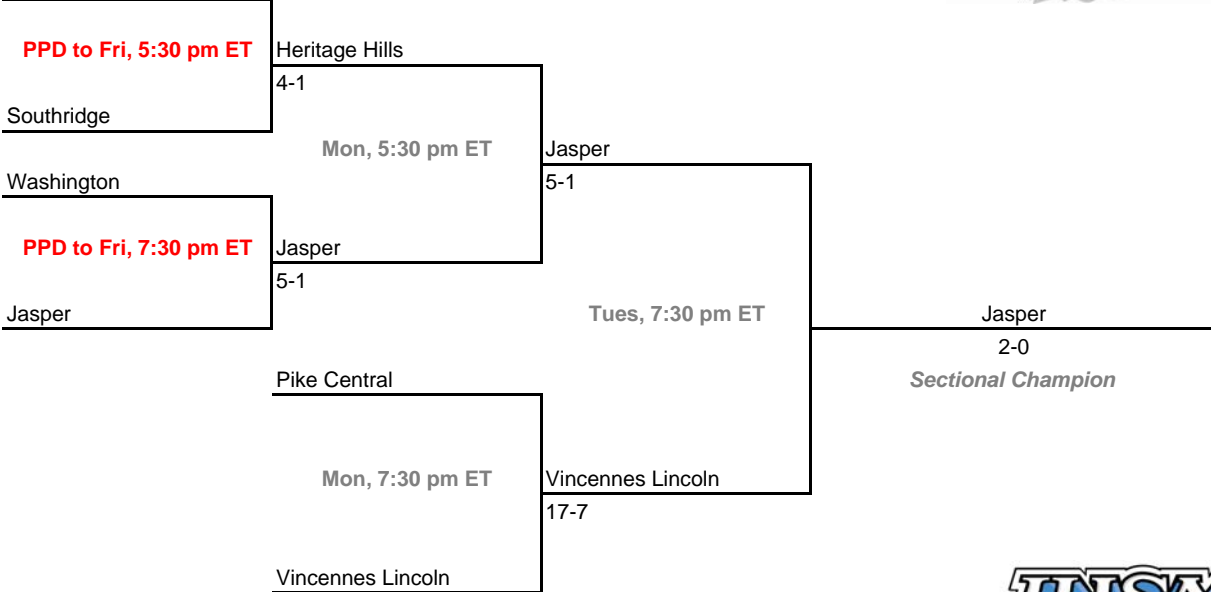 PPD to Fri, 5:30 pm ET
Heritage Hills
4-1
Southridge
Mon, 5:30 pm ET
Jasper
5-1
Washington
PPD to Fri, 7:30 pm ET
Jasper
5-1
Jasper
Tues, 7:30 pm ET
Jasper
2-0
Sectional Champion
Pike Central
Mon, 7:30 pm ET
Vincennes Lincoln
17-7
Vincennes Lincoln